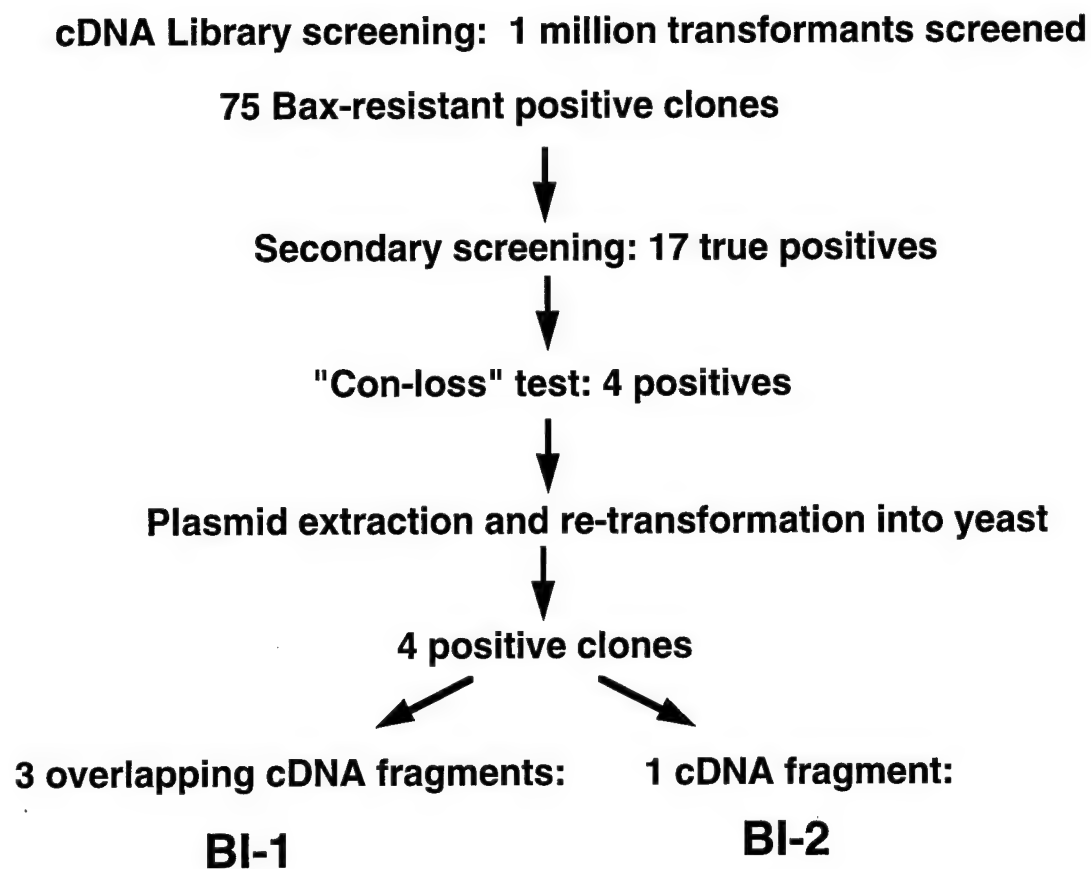 cDNA Library screening: 1 million transformants screened
75 Bax-resistant positive clones
Secondary screening: 17 true positives
"Con-loss" test: 4 positives
Plasmid extraction and re-transformation into yeast
4 positive clones
3 overlapping cDNA fragments:
1 cDNA fragment:
BI-1
BI-2